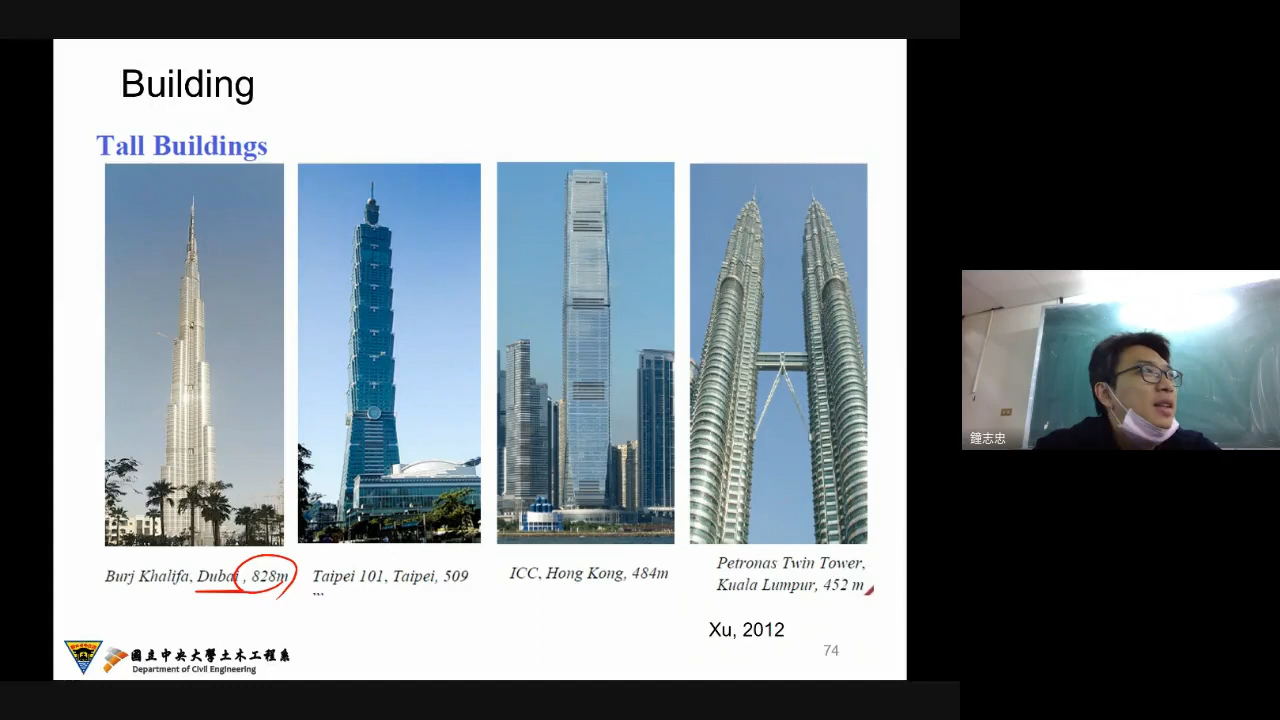 Building
Tall Buildings
Burj Khalifa, Dubai , 828m
Taipei 101, Taipei, 509
ICC, Hong Kong, 484m
Petronas Twin Tower,
Kuala Lumpur, 452 m
Xu, 2012
國立中央大學土木工程系
Department of Civil Engineering
74
鐘志忠